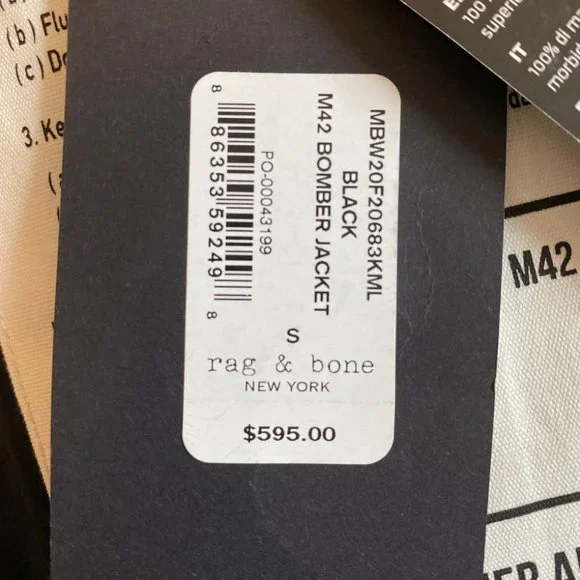 (b) Flu
(c) Do
3. Ke
MBW20F20683KML
BLACK
M42 BOMBER JACKET
PO-00043199
8 86353 59249 8
S
rag & bone
NEW YORK
$595.00
100
superi
IT
100% di m
morbi
M42